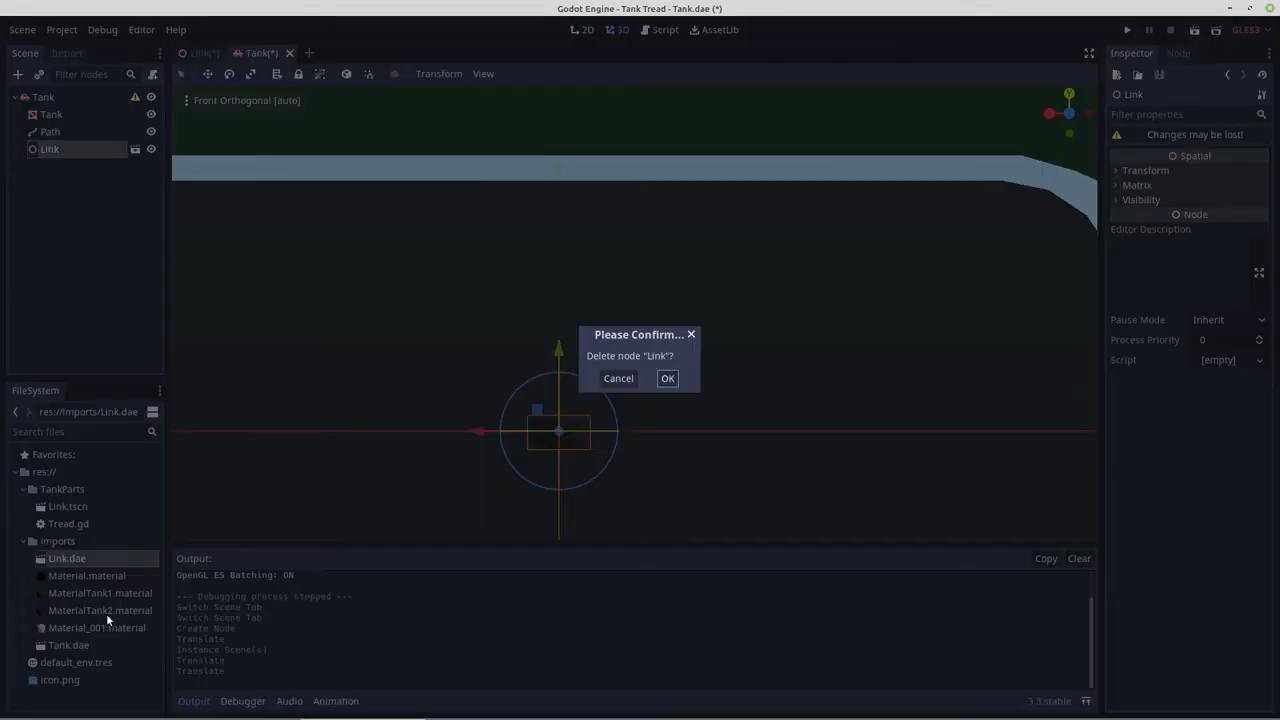 Godot Engine - Tank Tread - Tank.dae (*)
Scene Project Debug Editor Help
2D 3D Script AssetLib
GLES3
Scene Import
Link(*) Tank(*)
Inspector Node
Filter nodes
Transform View
Link
Tank
Front Orthogonal [auto]
Y
Tank
Path
Link
Filter properties
Changes may be lost!
Spatial
Transform
Matrix
Visibility
Node
Editor Description
Pause Mode Inherit
Process Priority 0
Script [empty]
Please Confirm...
Delete node "Link"?
Cancel OK
FileSystem
res://Imports/Link.dae
Search files
Favorites:
res://
TankParts
Link.tscn
Tread.gd
Imports
Link.dae
Material.material
MaterialTank1.material
MaterialTank2.material
Material_001.material
Tank.dae
default_env.tres
icon.png
Output:
Copy Clear
OpenGL ES Batching: ON
--- Debugging process stopped ---
Switch Scene Tab
Switch Scene Tab
Create Node
Translate
Instance Scene(s)
Translate
Translate
Output Debugger Audio Animation
3.3.stable